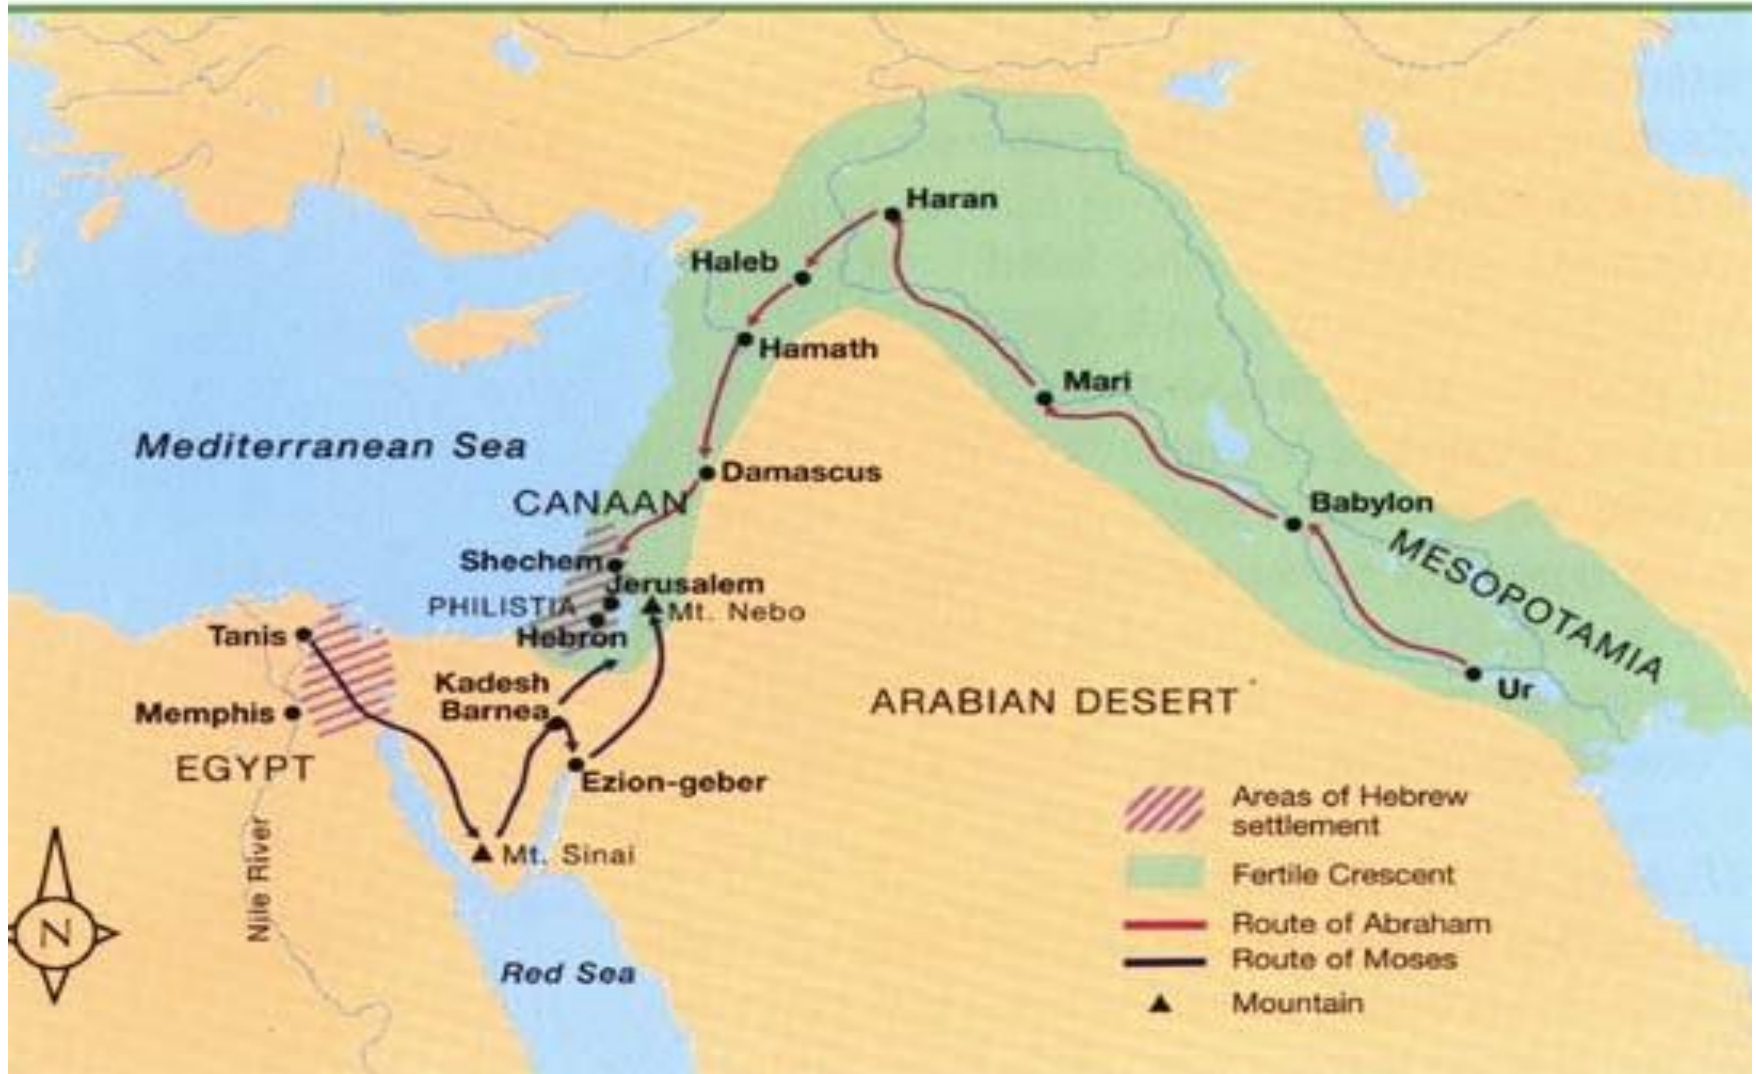 Haran
Haleb
Hamath
Mari
Mediterranean Sea
Damascus
CANAAN
Babylon
MESOPOTAMIA
Shechem
Jerusalem
PHILISTIA
Mt. Nebo
Tanis
Hebron
Kadesh
Barnea
Ur
ARABIAN DESERT
Memphis
EGYPT
Ezion-geber
Mt. Sinai
Nile River
N
Red Sea
Areas of Hebrew
settlement
Fertile Crescent
Route of Abraham
Route of Moses
Mountain